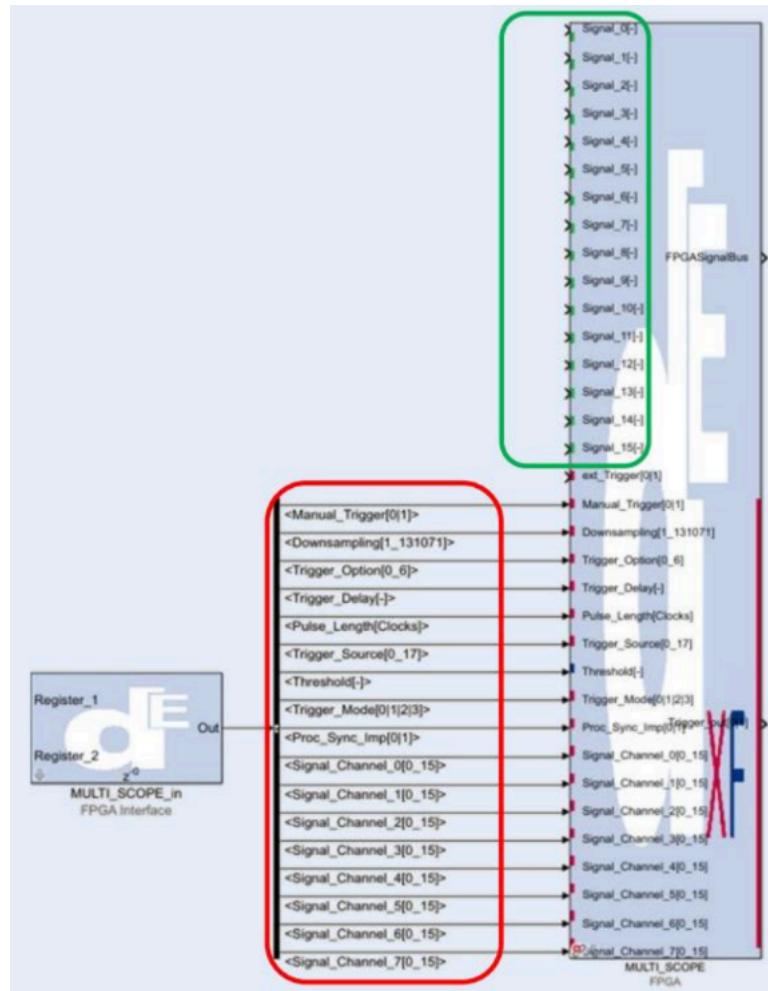 Signal_0[-]
Signal_1[-]
Signal_2[-]
Signal_3[-]
Signal_4[-]
Signal_5[-]
Signal_6[-]
Signal_7[-]
Signal_8[-]
FPGASignalBus
Signal_9[-]
Signal_10[-]
Signal_11[-]
Signal_12[-]
Signal_13[-]
Signal_14[-]
Signal_15[-]
ext_Trigger[0|1]
<Manual_Trigger[0|1]>
Manual_Trigger[0|1]
<Downsampling[1_131071]>
Downsampling[1_131071]
<Trigger_Option[0_6]>
Trigger_Option[0_6]
<Trigger_Delay[-]>
Trigger_Delay[-]
<Pulse_Length[Clocks]>
Pulse_Length[Clocks]
<Trigger_Source[0_17]>
Trigger_Source[0_17]
<Threshold[-]>
Threshold[-]
<Trigger_Mode[0|1|2|3]>
Trigger_Mode[0|1|2|3]
<Proc_Sync_Imp[0|1]>
Proc_Sync_Imp[0|1]
<Signal_Channel_0[0_15]>
Signal_Channel_0[0_15]
<Signal_Channel_1[0_15]>
Signal_Channel_1[0_15]
<Signal_Channel_2[0_15]>
Signal_Channel_2[0_15]
<Signal_Channel_3[0_15]>
Signal_Channel_3[0_15]
<Signal_Channel_4[0_15]>
Signal_Channel_4[0_15]
<Signal_Channel_5[0_15]>
Signal_Channel_5[0_15]
<Signal_Channel_6[0_15]>
Signal_Channel_6[0_15]
<Signal_Channel_7[0_15]>
Signal_Channel_7[0_15]
Register_1
Out
Register_2
MULTI_SCOPE_in
FPGA Interface
MULTI_SCOPE
FPGA